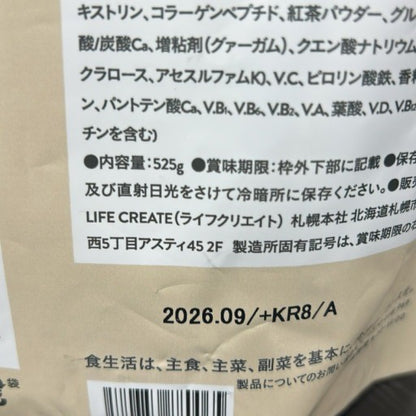 キストリン、コラーゲンペプチド、紅茶パウダー、グル
酸/炭酸Ca、増粘剤(グァーガム)、クエン酸ナトリウム
クラロース、アセスルファムK)、V.C、ピロリン酸鉄、香料
ン、パントテン酸Ca、V.B₁、V.B₆、V.B₂、V.A、葉酸、V.D、V.B₁₂
チンを含む)
●内容量:525g ●賞味期限:枠外下部に記載 ●保存
及び直射日光をさけて冷暗所に保存ください。●販売
LIFE CREATE(ライフクリエイト) 札幌本社 北海道札幌市
西5丁目アスティ45 2F 製造所固有記号は、賞味期限の
2026.09/+KR8/A
食生活は、主食、主菜、副菜を基本に、
製品についてのお問い
袋